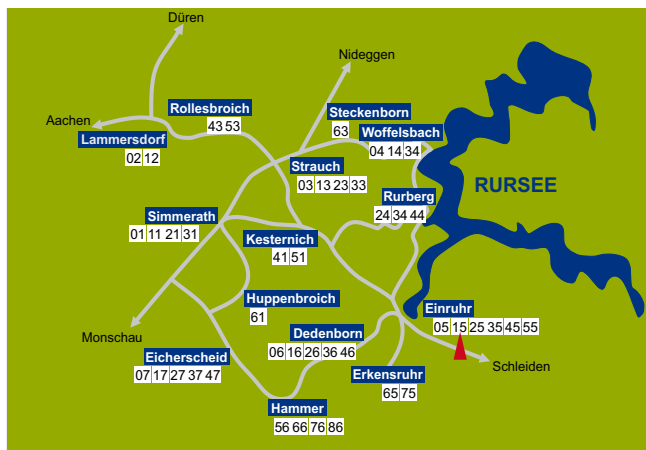 Düren
Nideggen
Aachen
Rollesbroich
43 53
Steckenborn
63
Lammersdorf
02 12
Woffelsbach
04 14 34
Strauch
03 13 23 33
RURSEE
Rurberg
24 34 44
Simmerath
01 11 21 31
Kesternich
41 51
Huppenbroich
61
Einruhr
05 15 25 35 45 55
Monschau
Dedenborn
06 16 26 36 46
Schleiden
Eicherscheid
07 17 27 37 47
Erkensruhr
65 75
Hammer
56 66 76 86